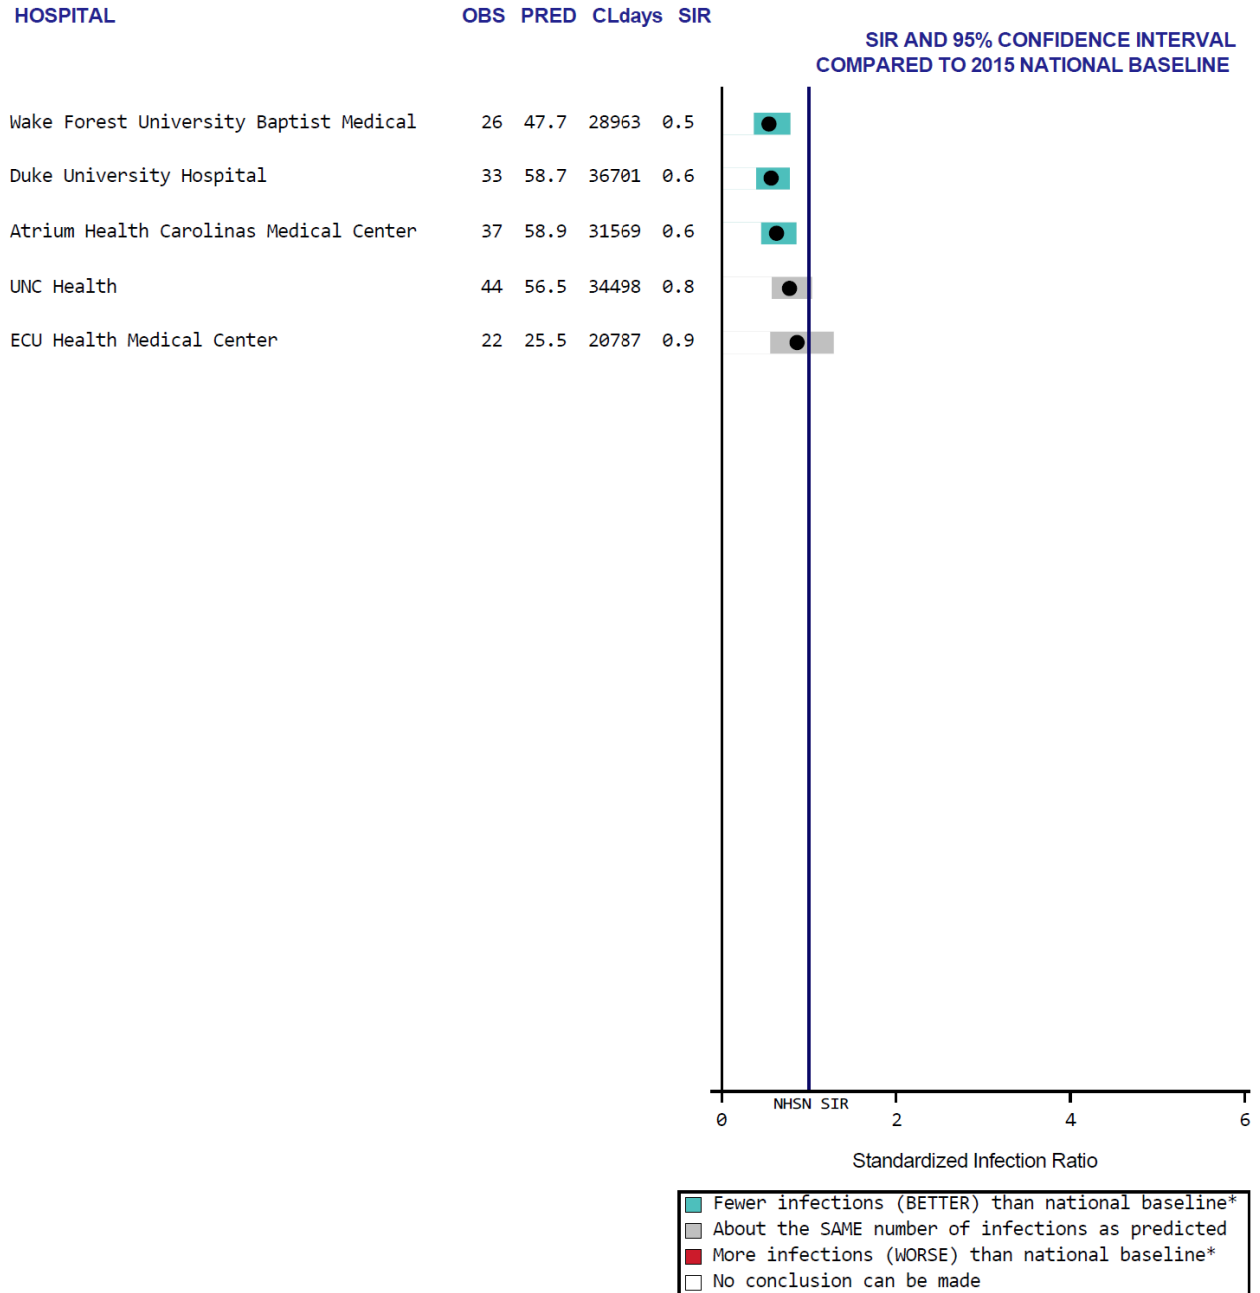 HOSPITAL OBS PRED CLdays SIR
SIR AND 95% CONFIDENCE INTERVAL
COMPARED TO 2015 NATIONAL BASELINE
Wake Forest University Baptist Medical 26 47.7 28963 0.5
Duke University Hospital 33 58.7 36701 0.6
Atrium Health Carolinas Medical Center 37 58.9 31569 0.6
UNC Health 44 56.5 34498 0.8
ECU Health Medical Center 22 25.5 20787 0.9
NHSN SIR
0 2 4 6
Standardized Infection Ratio
Fewer infections (BETTER) than national baseline*
About the SAME number of infections as predicted
More infections (WORSE) than national baseline*
No conclusion can be made